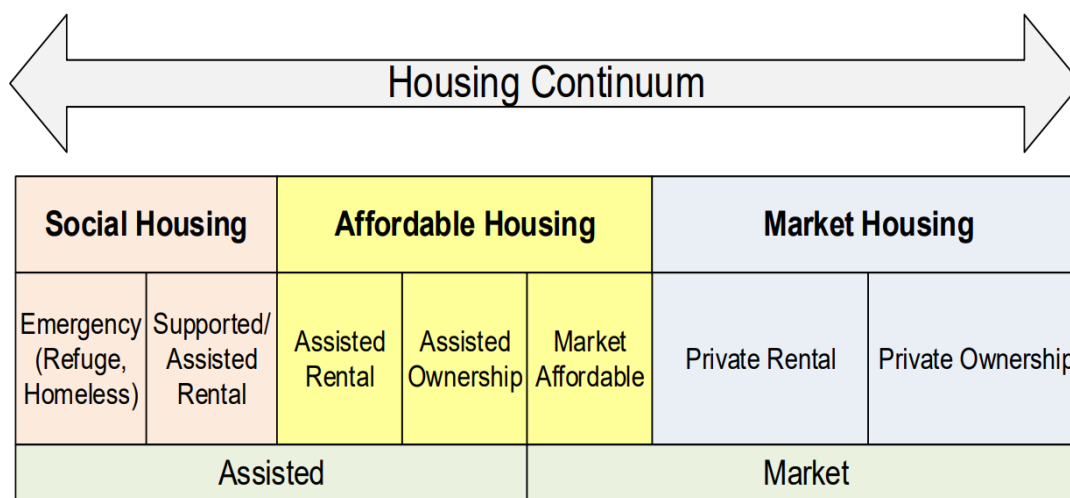 Housing Continuum
Social Housing
Affordable Housing
Market Housing
Emergency
(Refuge,
Homeless)
Supported/
Assisted
Rental
Assisted
Rental
Assisted
Ownership
Market
Affordable
Private Rental
Private Ownership
Assisted
Market